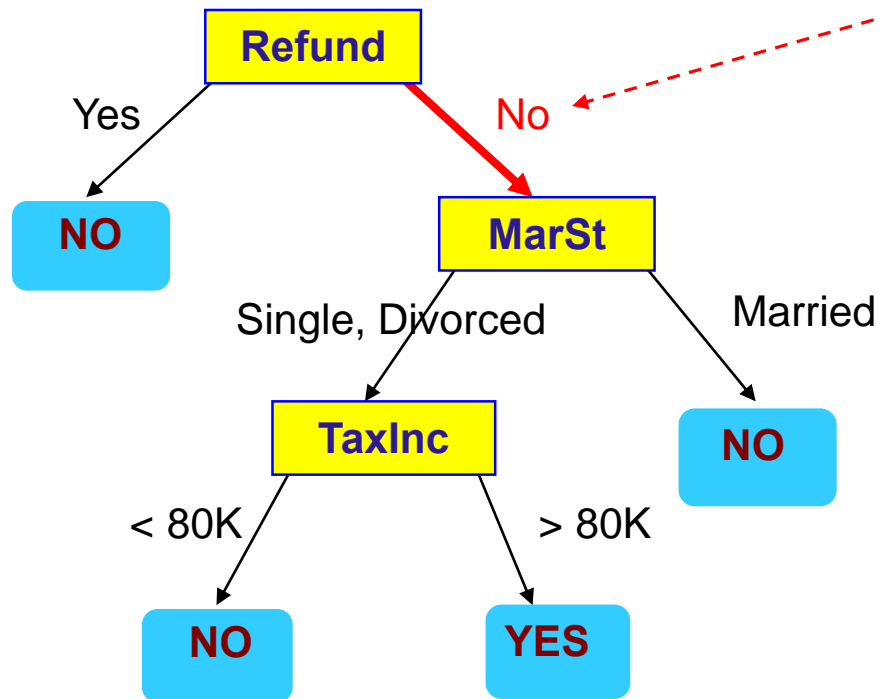 Refund
Yes
No
NO
MarSt
Single, Divorced
Married
TaxInc
NO
< 80K
> 80K
NO
YES